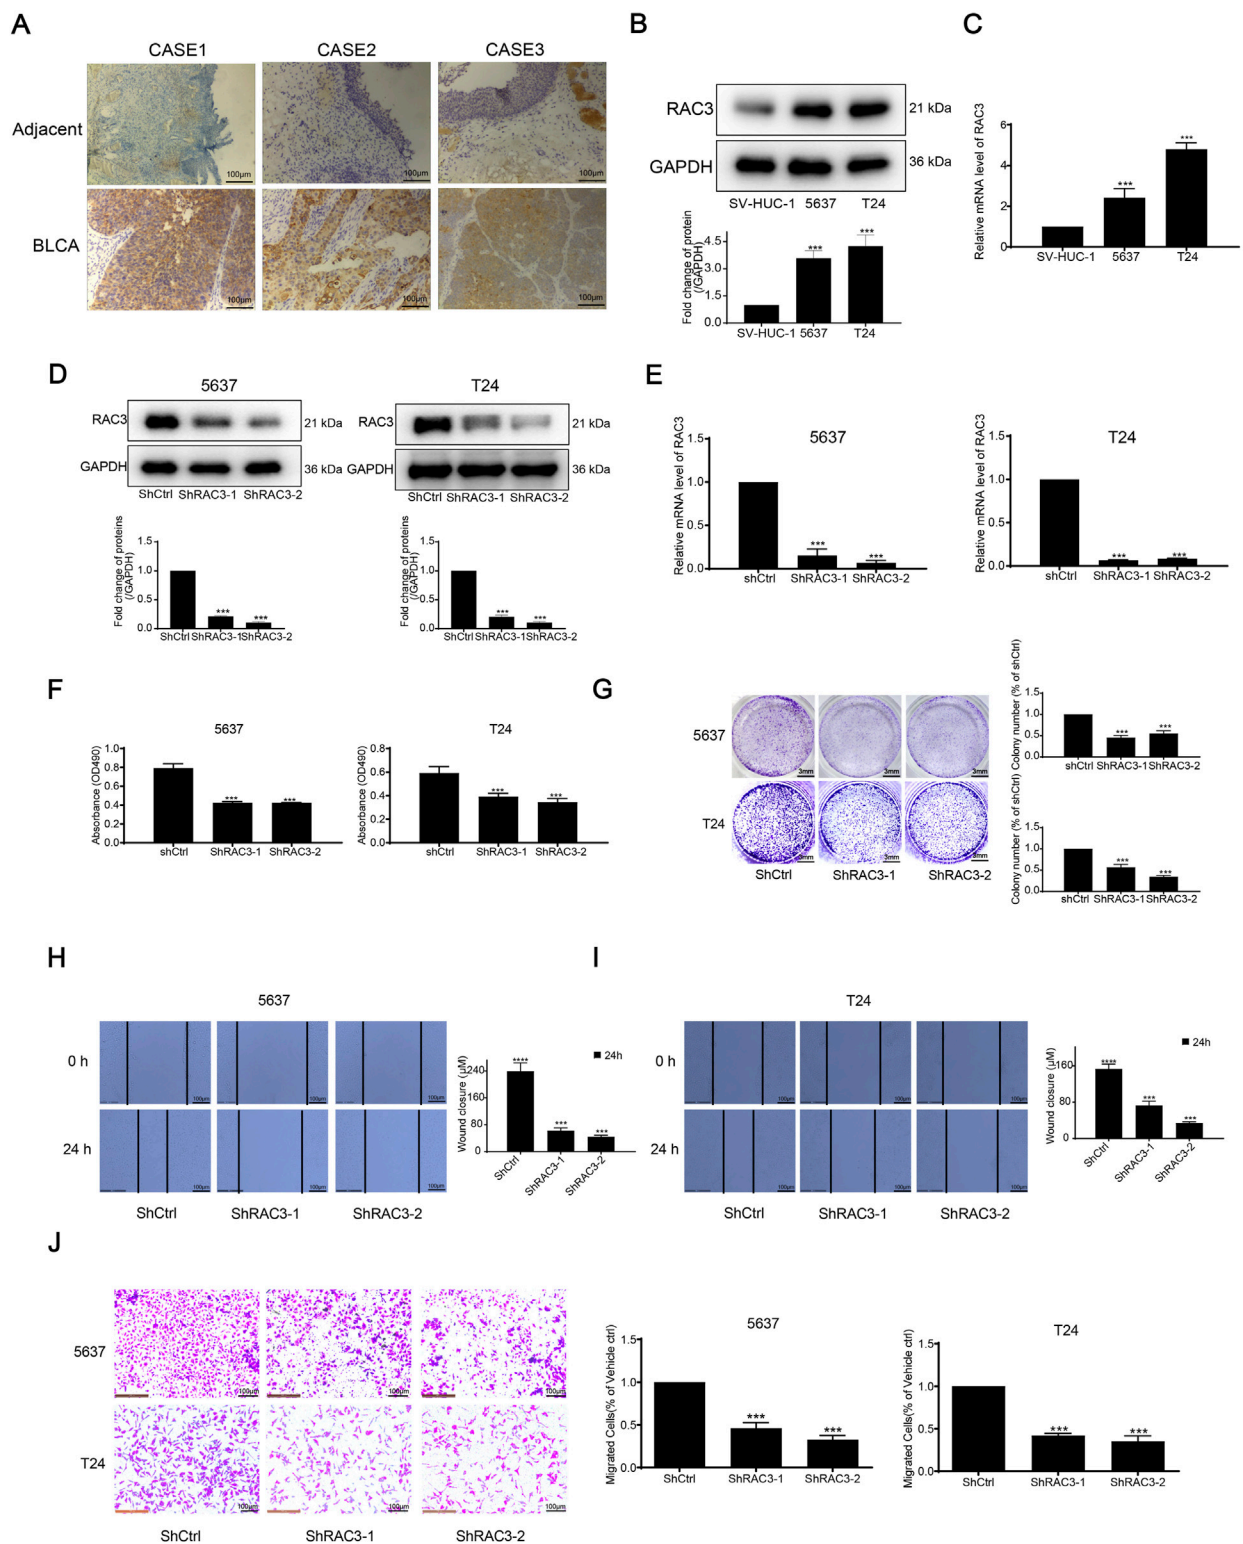 A
CASE1 CASE2 CASE3
Adjacent
100μm 100μm 100μm
BLCA
100μm 100μm 100μm
B
RAC3 21 kDa
GAPDH 36 kDa
SV-HUC-1 5637 T24
Fold change of protein
(/GAPDH)
4.5
3.0
1.5
0.0
*** ***
SV-HUC-1 5637 T24
C
Relative mRNA level of RAC3
6
4
2
0
*** ***
SV-HUC-1 5637 T24
D
5637
RAC3 21 kDa
GAPDH 36 kDa
ShCtrl ShRAC3-1 ShRAC3-2
Fold change of proteins
(/GAPDH)
1.5
1.0
0.5
0.0
*** ***
ShCtrl ShRAC3-1 ShRAC3-2
T24
RAC3 21 kDa
GAPDH 36 kDa
ShCtrl ShRAC3-1 ShRAC3-2
Fold change of proteins
(/GAPDH)
1.5
1.0
0.5
0.0
*** ***
ShCtrl ShRAC3-1 ShRAC3-2
E
5637
Relative mRNA level of RAC3
1.5
1.0
0.5
0.0
*** ***
shCtrl ShRAC3-1 ShRAC3-2
T24
Relative mRNA level of RAC3
1.5
1.0
0.5
0.0
*** ***
shCtrl ShRAC3-1 ShRAC3-2
F
5637
Absorbance (OD490)
1.0
0.8
0.6
0.4
0.2
0.0
*** ***
shCtrl ShRAC3-1 ShRAC3-2
T24
Absorbance (OD490)
0.8
0.6
0.4
0.2
0.0
*** ***
shCtrl ShRAC3-1 ShRAC3-2
G
5637
3mm 3mm 3mm
T24
3mm 3mm 3mm
ShCtrl ShRAC3-1 ShRAC3-2
Colony number (% of shCtrl)
1.5
1.0
0.5
0.0
*** ***
shCtrl ShRAC3-1 ShRAC3-2
Colony number (% of shCtrl)
1.5
1.0
0.5
0.0
*** ***
shCtrl ShRAC3-1 ShRAC3-2
H
5637
0 h
100μm 100μm 100μm
24 h
100μm 100μm 100μm
ShCtrl ShRAC3-1 ShRAC3-2
24h
Wound closure (μM)
240
160
80
0
**** *** ***
ShCtrl ShRAC3-1 ShRAC3-2
I
T24
0 h
100μm 100μm 100μm
24 h
100μm 100μm 100μm
ShCtrl ShRAC3-1 ShRAC3-2
24h
Wound closure (μM)
160
80
0
**** *** ***
ShCtrl ShRAC3-1 ShRAC3-2
J
5637
100μm 100μm 100μm
T24
100μm 100μm 100μm
ShCtrl ShRAC3-1 ShRAC3-2
5637
Migrated Cells(% of Vehicle ctrl)
1.5
1.0
0.5
0.0
*** ***
ShCtrl ShRAC3-1 ShRAC3-2
T24
Migrated Cells(% of Vehicle ctrl)
1.5
1.0
0.5
0.0
*** ***
ShCtrl ShRAC3-1 ShRAC3-2